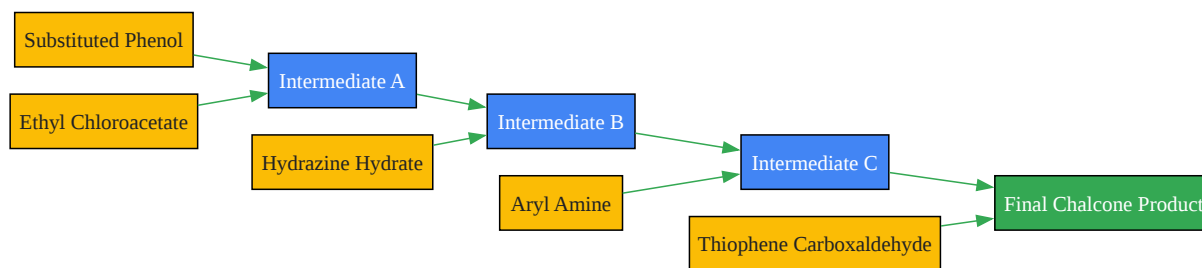 Substituted Phenol
Ethyl Chloroacetate
Intermediate A
Hydrazine Hydrate
Intermediate B
Aryl Amine
Intermediate C
Thiophene Carboxaldehyde
Final Chalcone Product